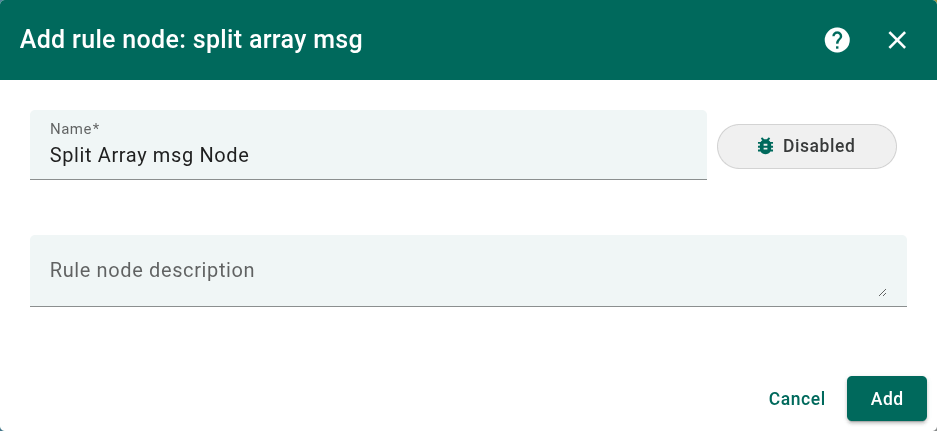 Add rule node: split array msg
Name*
Split Array msg Node
Disabled
Rule node description
Cancel
Add